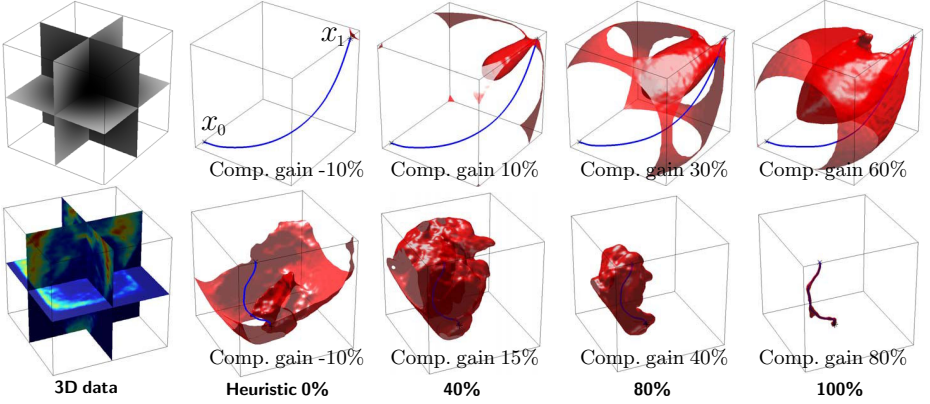 x₁
x₀
Comp. gain -10%
Comp. gain 10%
Comp. gain 30%
Comp. gain 60%
Comp. gain -10%
Comp. gain 15%
Comp. gain 40%
Comp. gain 80%
3D data
Heuristic 0%
40%
80%
100%